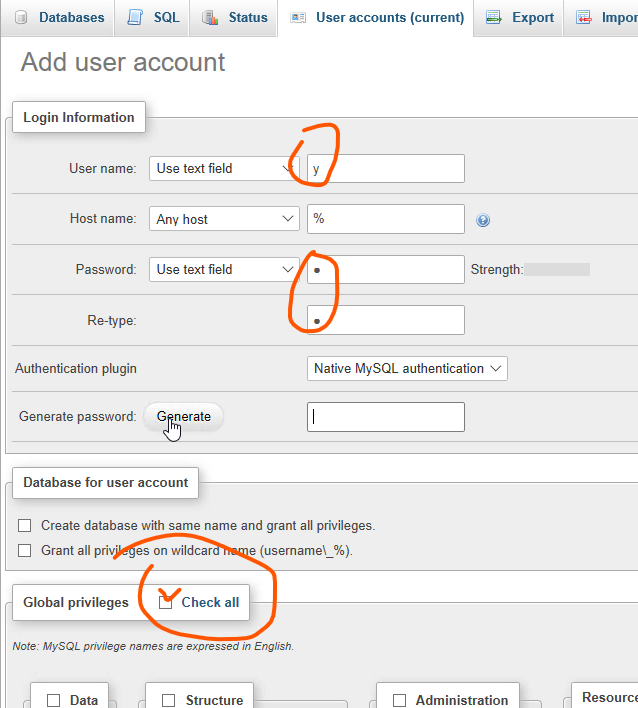 Databases SQL Status User accounts (current) Export Impor
Add user account
Login Information
User name: Use text field y
Host name: Any host %
Password: Use text field • Strength:
Re-type: •
Authentication plugin Native MySQL authentication
Generate password: Generate
Database for user account
Create database with same name and grant all privileges.
Grant all privileges on wildcard name (username\_%).
Global privileges Check all
Note: MySQL privilege names are expressed in English.
Data Structure Administration Resource